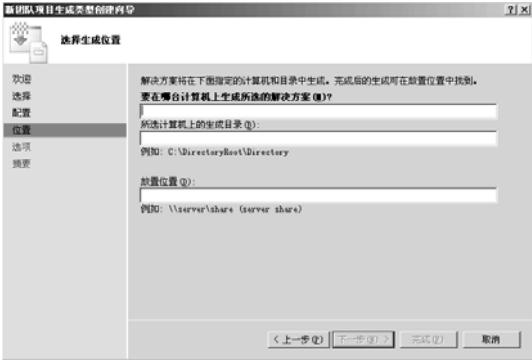 新团队项目生成类型创建向导
选择生成位置
欢迎
选择
配置
位置
选项
摘要
解决方案将在下面指定的计算机和目录中生成。完成后的生成可在放置位置中找到。
要在哪台计算机上生成所选的解决方案(M)?
所选计算机上的生成目录(D):
例如: C:\DirectoryRoot\Directory
放置位置(D):
例如: \\server\share (server share)
< 上一步(P)
下一步(N) >
完成(F)
取消